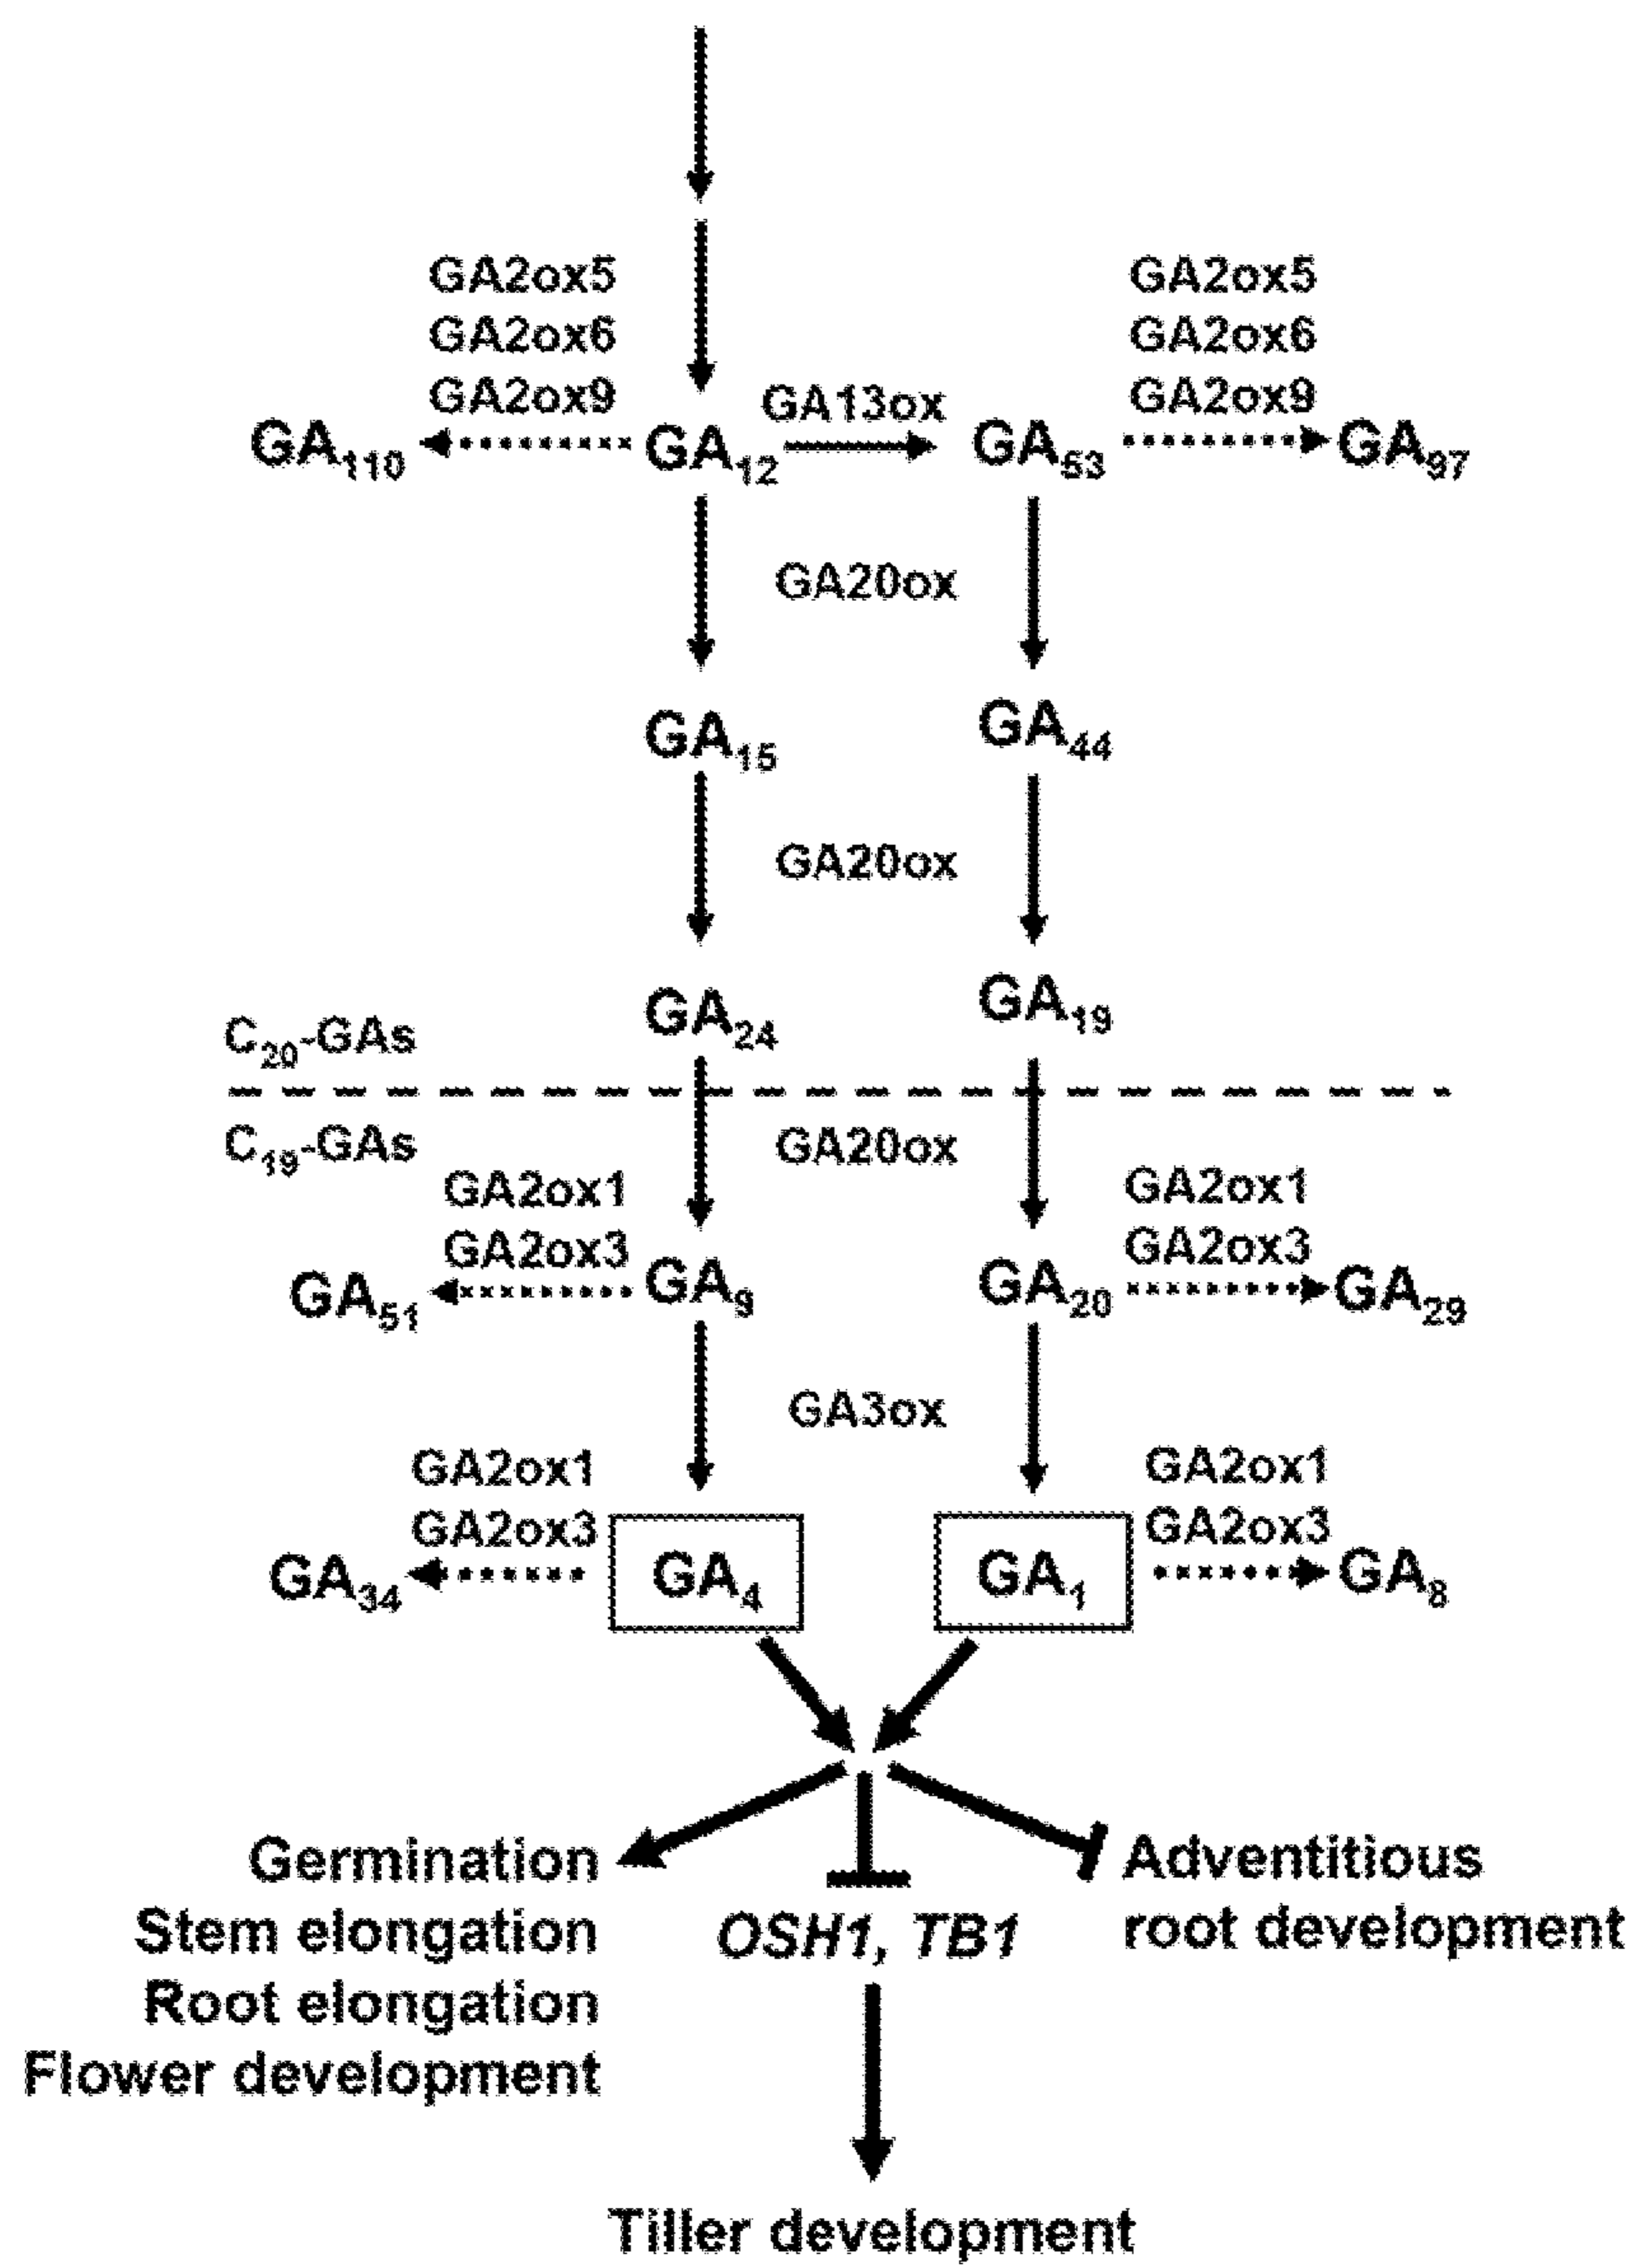 GA2ox5 GA2ox5
GA2ox6 GA2ox6
GA2ox9 GA13ox GA2ox9
GA₁₁₀ GA₁₂ GA₅₃ GA₉₇
GA20ox
GA₁₅ GA₄₄
GA20ox
GA₂₄ GA₁₉
C₂₀-GAs
C₁₉-GAs GA20ox
GA2ox1 GA2ox1
GA2ox3 GA2ox3
GA₅₁ GA₉ GA₂₀ GA₂₉
GA3ox
GA2ox1 GA2ox1
GA2ox3 GA2ox3
GA₃₄ GA₄ GA₁ GA₈
Germination
Stem elongation
Root elongation
Flower development
OSH1, TB1
Adventitious
root development
Tiller development